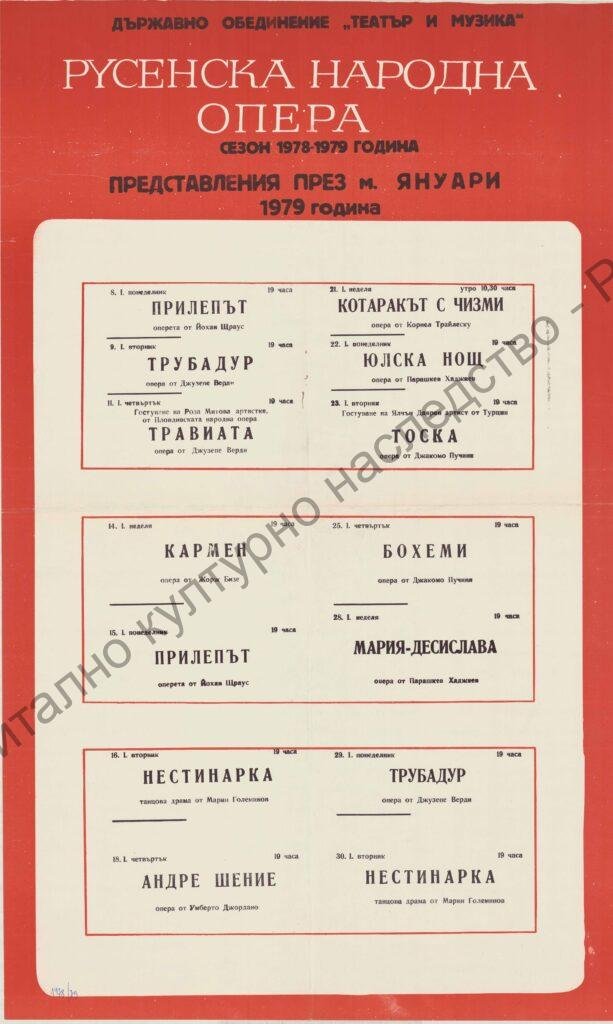 ДЪРЖАВНО ОБЕДИНЕНИЕ „ТЕАТЪР И МУЗИКА“
РУСЕНСКА НАРОДНА
ОПЕРА
СЕЗОН 1978-1979 ГОДИНА
ПРЕДСТАВЛЕНИЯ ПРЕЗ м. ЯНУАРИ
1979 година
8. I. понеделник 19 часа
ПРИЛЕПЪТ
оперета от Йохан Щраус
9. I. вторник 19 часа
ТРУБАДУР
опера от Джузепе Верди
11. I. четвъртък 19 часа
Гостуване на Роза Митова артистка,
от Пловдивската народна опера
ТРАВИАТА
опера от Джузепе Верди
21. I. неделя утро 10,30 часа
КОТАРАКЪТ С ЧИЗМИ
опера от Корнел Трайлеску
22. I. понеделник 19 часа
ЮЛСКА НОЩ
опера от Парашкев Хаджиев
23. I. вторник 19 часа
Гостуване на Ялчън Даврай артист от Турция
ТОСКА
опера от Джакомо Пучини
14. I. неделя 19 часа
КАРМЕН
опера от Жорж Бизе
15. I. понеделник 19 часа
ПРИЛЕПЪТ
оперета от Йохан Щраус
25. I. четвъртък 19 часа
БОХЕМИ
опера от Джакомо Пучини
28. I. неделя 19 часа
МАРИЯ-ДЕСИСЛАВА
опера от Парашкев Хаджиев
16. I. вторник 19 часа
НЕСТИНАРКА
танцова драма от Марин Големинов
18. I. четвъртък 19 часа
АНДРЕ ШЕНИЕ
опера от Умберто Джордано
29. I. понеделник 19 часа
ТРУБАДУР
опера от Джузепе Верди
30. I. вторник 19 часа
НЕСТИНАРКА
танцова драма от Марин Големинов
1978/79
итално културно наследство - Р